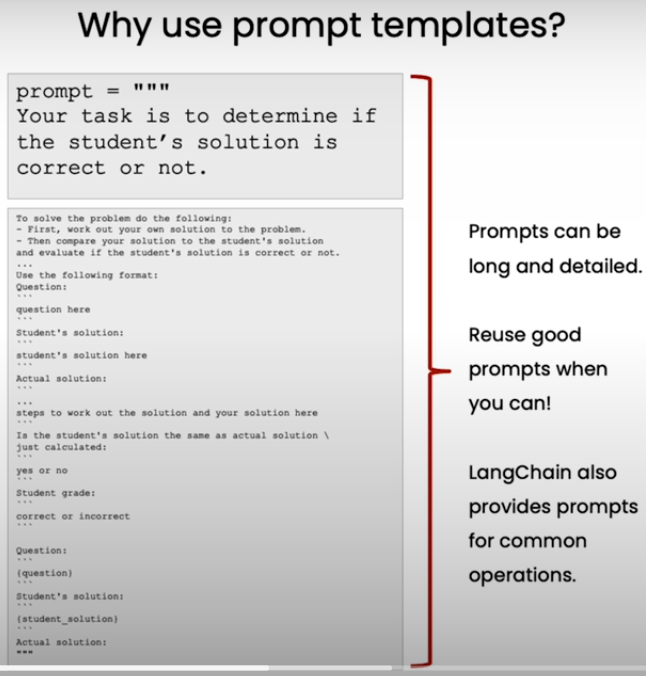 Why use prompt templates?
prompt = """
Your task is to determine if
the student's solution is
correct or not.
To solve the problem do the following:
- First, work out your own solution to the problem.
- Then compare your solution to the student's solution
and evaluate if the student's solution is correct or not.
...
Use the following format:
Question:
```
question here
```
Student's solution:
```
student's solution here
```
Actual solution:
```
...
steps to work out the solution and your solution here
```
Is the student's solution the same as actual solution \
just calculated:
```
yes or no
```
Student grade:
```
correct or incorrect
```
Question:
```
{question}
```
Student's solution:
```
{student_solution}
```
Actual solution:
"""
Prompts can be
long and detailed.
Reuse good
prompts when
you can!
LangChain also
provides prompts
for common
operations.